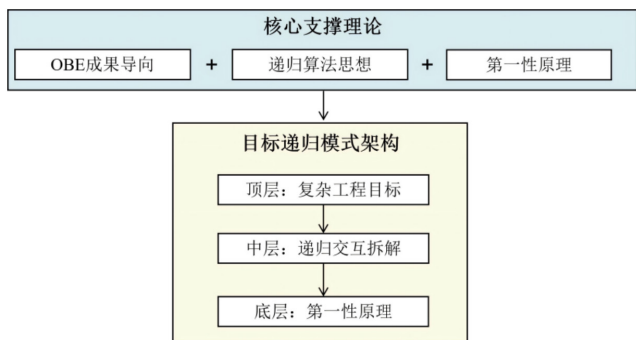 核心支撑理论
OBE成果导向 + 递归算法思想 + 第一性原理
目标递归模式架构
顶层：复杂工程目标
中层：递归交互拆解
底层：第一性原理